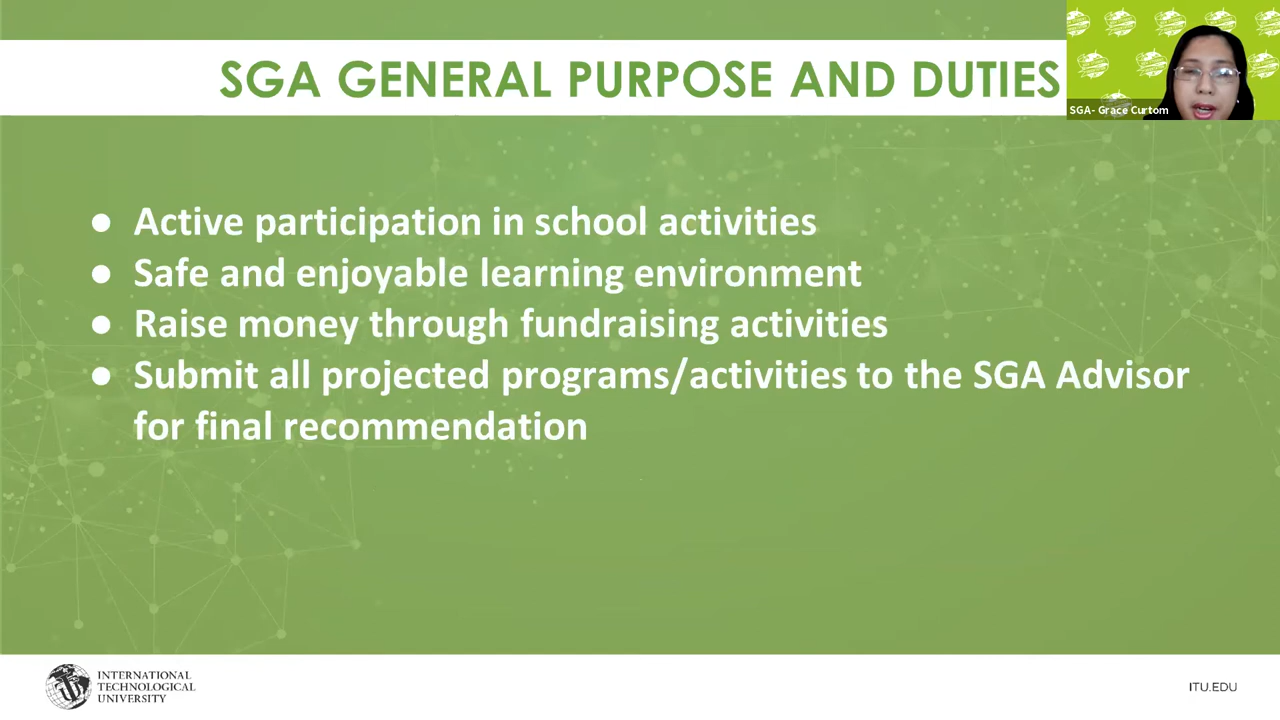 SGA GENERAL PURPOSE AND DUTIES
SGA- Grace Curtom
● Active participation in school activities
● Safe and enjoyable learning environment
● Raise money through fundraising activities
● Submit all projected programs/activities to the SGA Advisor
for final recommendation
INTERNATIONAL
TECHNOLOGICAL
UNIVERSITY
ITU.EDU